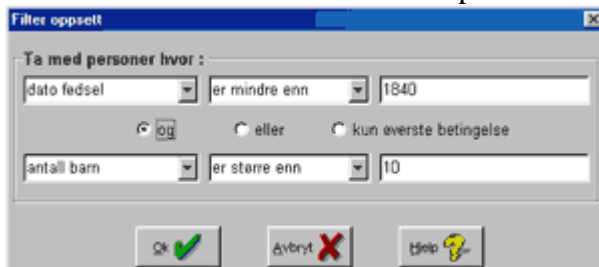 Filter oppsett
Ta med personer hvor :
dato fødsel er mindre enn 1840
og eller kun øverste betingelse
antall barn er større enn 10
Ok Avbryt Hjelp